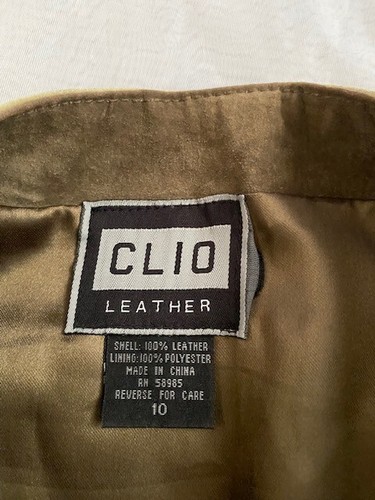 CLIO
LEATHER
SHELL: 100% LEATHER
LINING: 100% POLYESTER
MADE IN CHINA
RN 58985
REVERSE FOR CARE
10